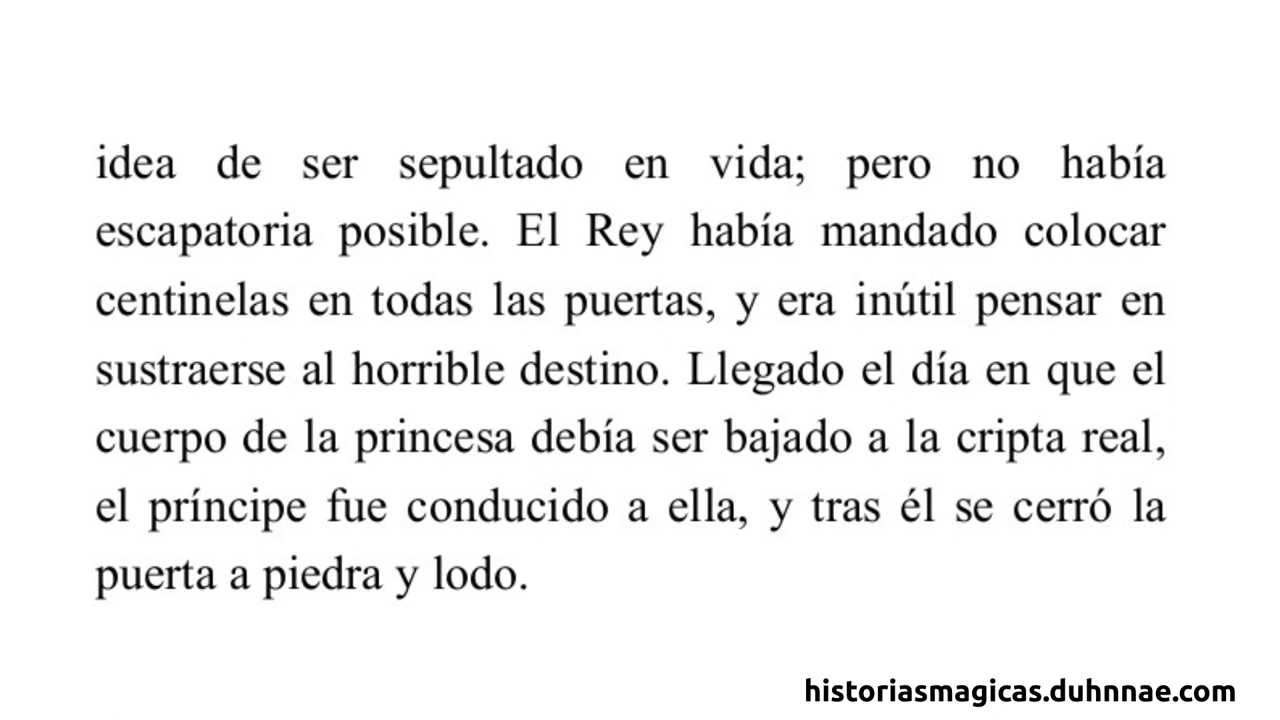 idea de ser sepultado en vida; pero no había
escapatoria posible. El Rey había mandado colocar
centinelas en todas las puertas, y era inútil pensar en
sustraerse al horrible destino. Llegado el día en que el
cuerpo de la princesa debía ser bajado a la cripta real,
el príncipe fue conducido a ella, y tras él se cerró la
puerta a piedra y lodo.
historiasmagicas.duhnnae.com